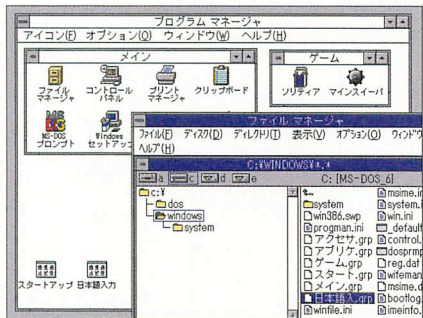 プログラム マネージャ
アイコン(F) オプション(O) ウィンドウ(W) ヘルプ(H)
メイン
ゲーム
ファイル マネージャ
コントロール パネル
プリント マネージャ
クリップボード
ソリティア
マインスイーパ
MS-DOS プロンプト
Windows セットアッ
ファイル マネージャ
ファイル(F) ディスク(D) ディレクトリ(T) 表示(V) オプション(O) ウィンドウ
ヘルプ(H)
C:¥WINDOWS¥*.*
a c d e
C: [MS-DOS_6]
c:¥
dos
windows
system
system
win386.swp
progman.ini
アクセサ.grp
アプリケ.grp
ゲーム.grp
スタート.grp
メイン.grp
日本語入.grp
winfile.ini
msime.in
system.i
win.ini
_default
control.
dosprmp
reg.dat
wifeman
msime.d
bootlog.
imeinfo.
スタートアップ
日本語入力